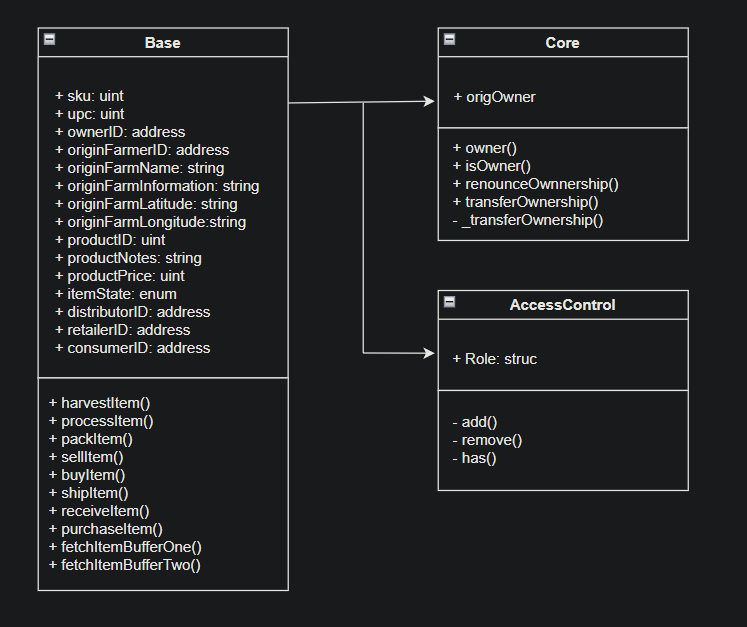 Base
+ sku: uint
+ upc: uint
+ ownerID: address
+ originFarmerID: address
+ originFarmName: string
+ originFarmInformation: string
+ originFarmLatitude: string
+ originFarmLongitude:string
+ productID: uint
+ productNotes: string
+ productPrice: uint
+ itemState: enum
+ distributorID: address
+ retailerID: address
+ consumerID: address
+ harvestItem()
+ processItem()
+ packItem()
+ sellItem()
+ buyItem()
+ shipItem()
+ receiveItem()
+ purchaseItem()
+ fetchItemBufferOne()
+ fetchItemBufferTwo()
Core
+ origOwner
+ owner()
+ isOwner()
+ renounceOwnnership()
+ transferOwnership()
- _transferOwnership()
AccessControl
+ Role: struc
- add()
- remove()
- has()